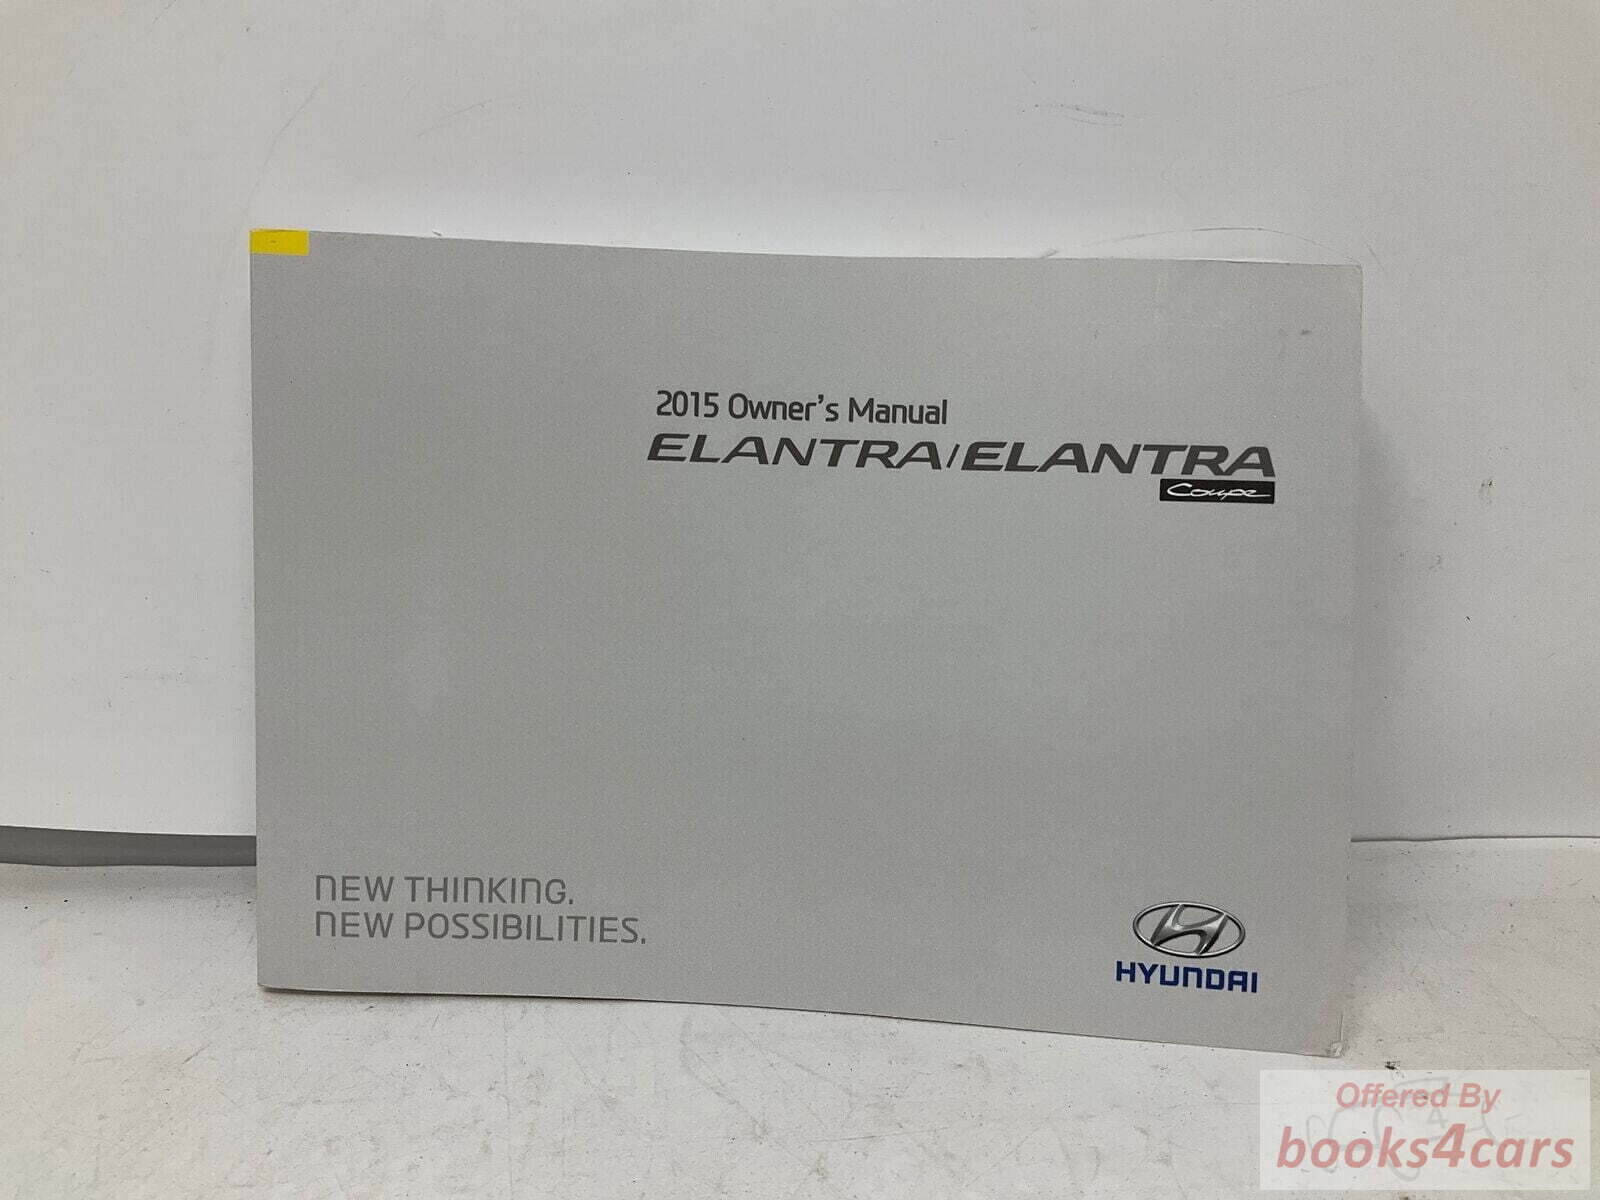 2015 Owner's Manual
ELANTRA/ELANTRA
Coupe
NEW THINKING.
NEW POSSIBILITIES.
HYUNDAI
Offered By
books4cars